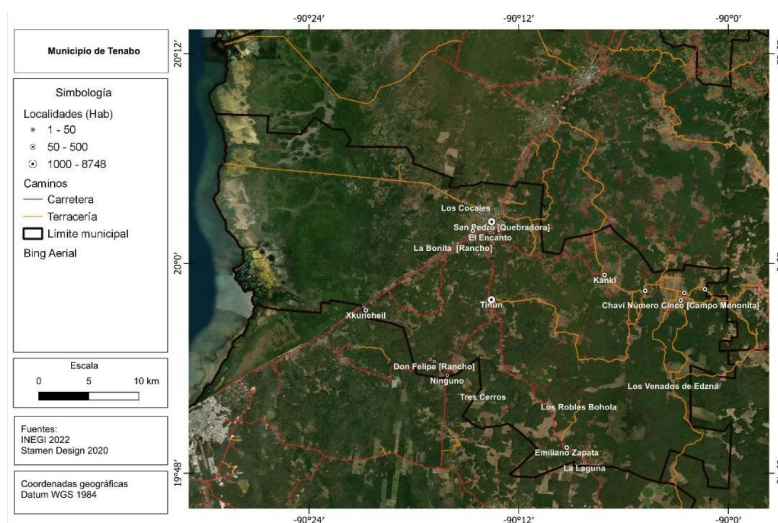 Municipio de Tenabo
Simbología
Localidades (Hab)
1 - 50
50 - 500
1000 - 8748
Caminos
Carretera
Terracería
Límite municipal
Bing Aerial
Escala
0 5 10 km
Fuentes:
INEGI 2022
Stamen Design 2020
Coordenadas geográficas
Datum WGS 1984
-90°24' -90°12' -90°0'
20°12'
20°0'
19°48'
Los Cocales
San Pedro [Quebradora]
El Encanto
La Bonita [Rancho]
Kankí
Chaví Número Cinco [Campo Menonita]
Tinún
Xkuncheil
Don Felipe [Rancho]
Ninguno
Los Venados de Edzná
Tres Cerros
Los Robles Bohola
Emiliano Zapata
La Laguna
-90°24' -90°12' -90°0'